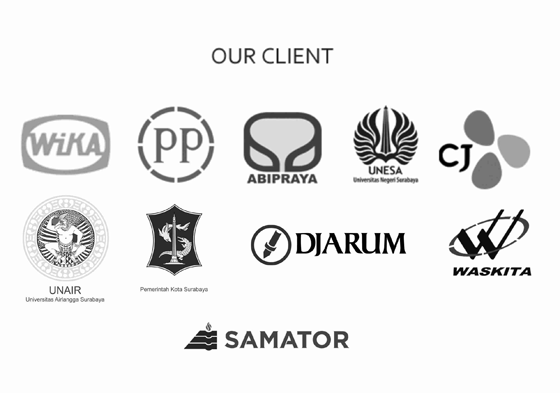 OUR CLIENT
WiKA
PP
ABIPRAYA
UNESA
Universitas Negeri Surabaya
CJ
UNAIR
Universitas Airlangga Surabaya
Pemerintah Kota Surabaya
DJARUM
WASKITA
SAMATOR